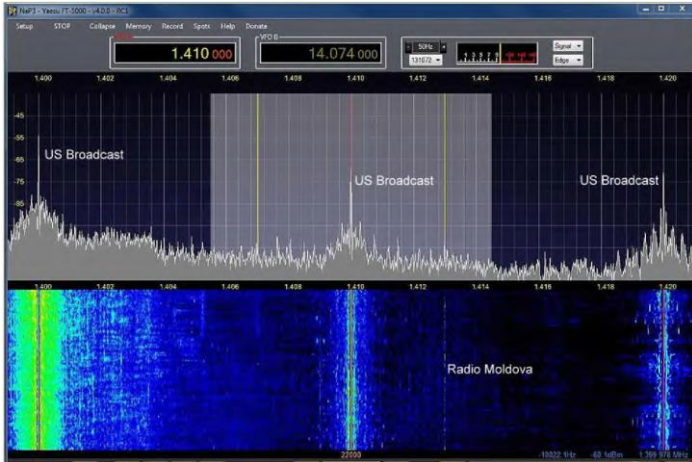 NaP3 - Yaesu FT-5000 - v4.0.0 - RC1
Setup STOP Collapse Memory Record Spots Help Donate
VFO B
1.410 000
14.074 000
50Hz
131072
Signal
Edge
1.400 1.402 1.404 1.406 1.408 1.410 1.412 1.414 1.416 1.418 1.420
-45
-55
US Broadcast
-65
US Broadcast
US Broadcast
-75
-85
1.400 1.402 1.404 1.406 1.408 1.410 1.412 1.414 1.416 1.418 1.420
Radio Moldova
22000